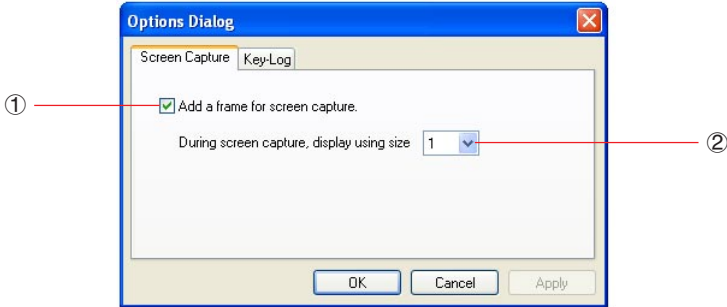 Options Dialog
Screen Capture Key-Log
① Add a frame for screen capture.
During screen capture, display using size 1 ②
OK Cancel Apply